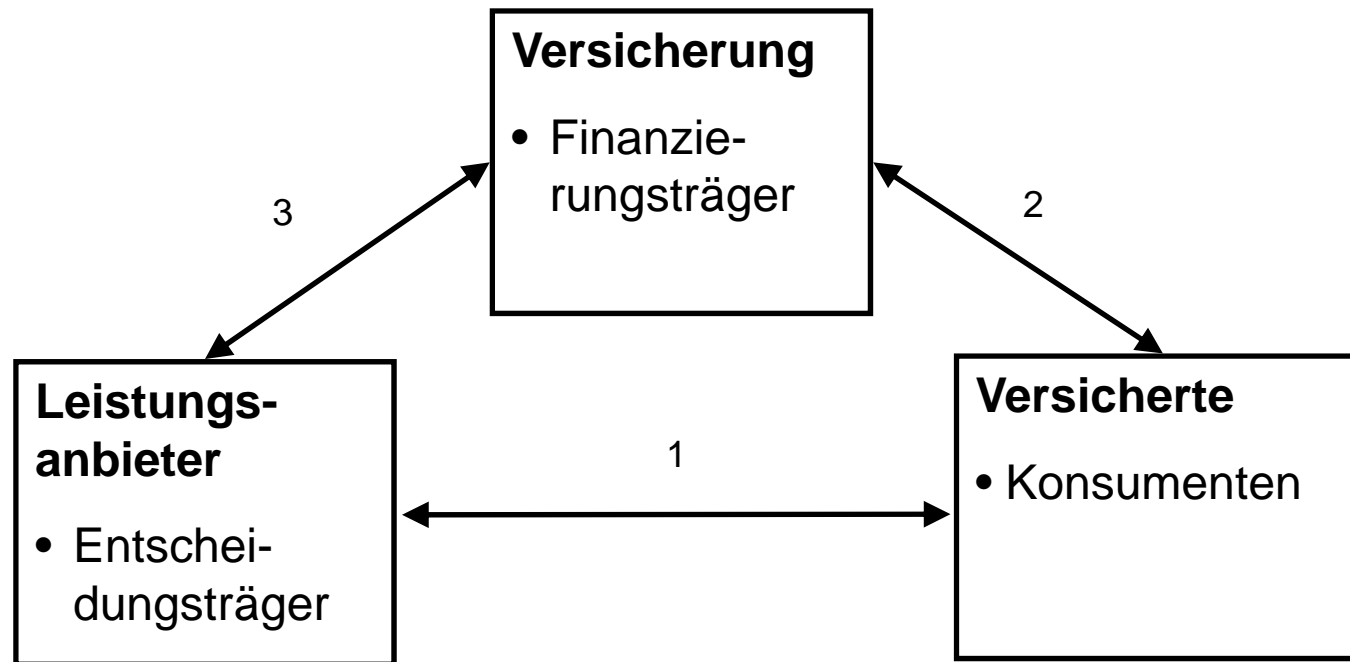 Versicherung
• Finanzie-
rungsträger
3
2
Leistungs-
anbieter
• Entschei-
dungsträger
1
Versicherte
• Konsumenten